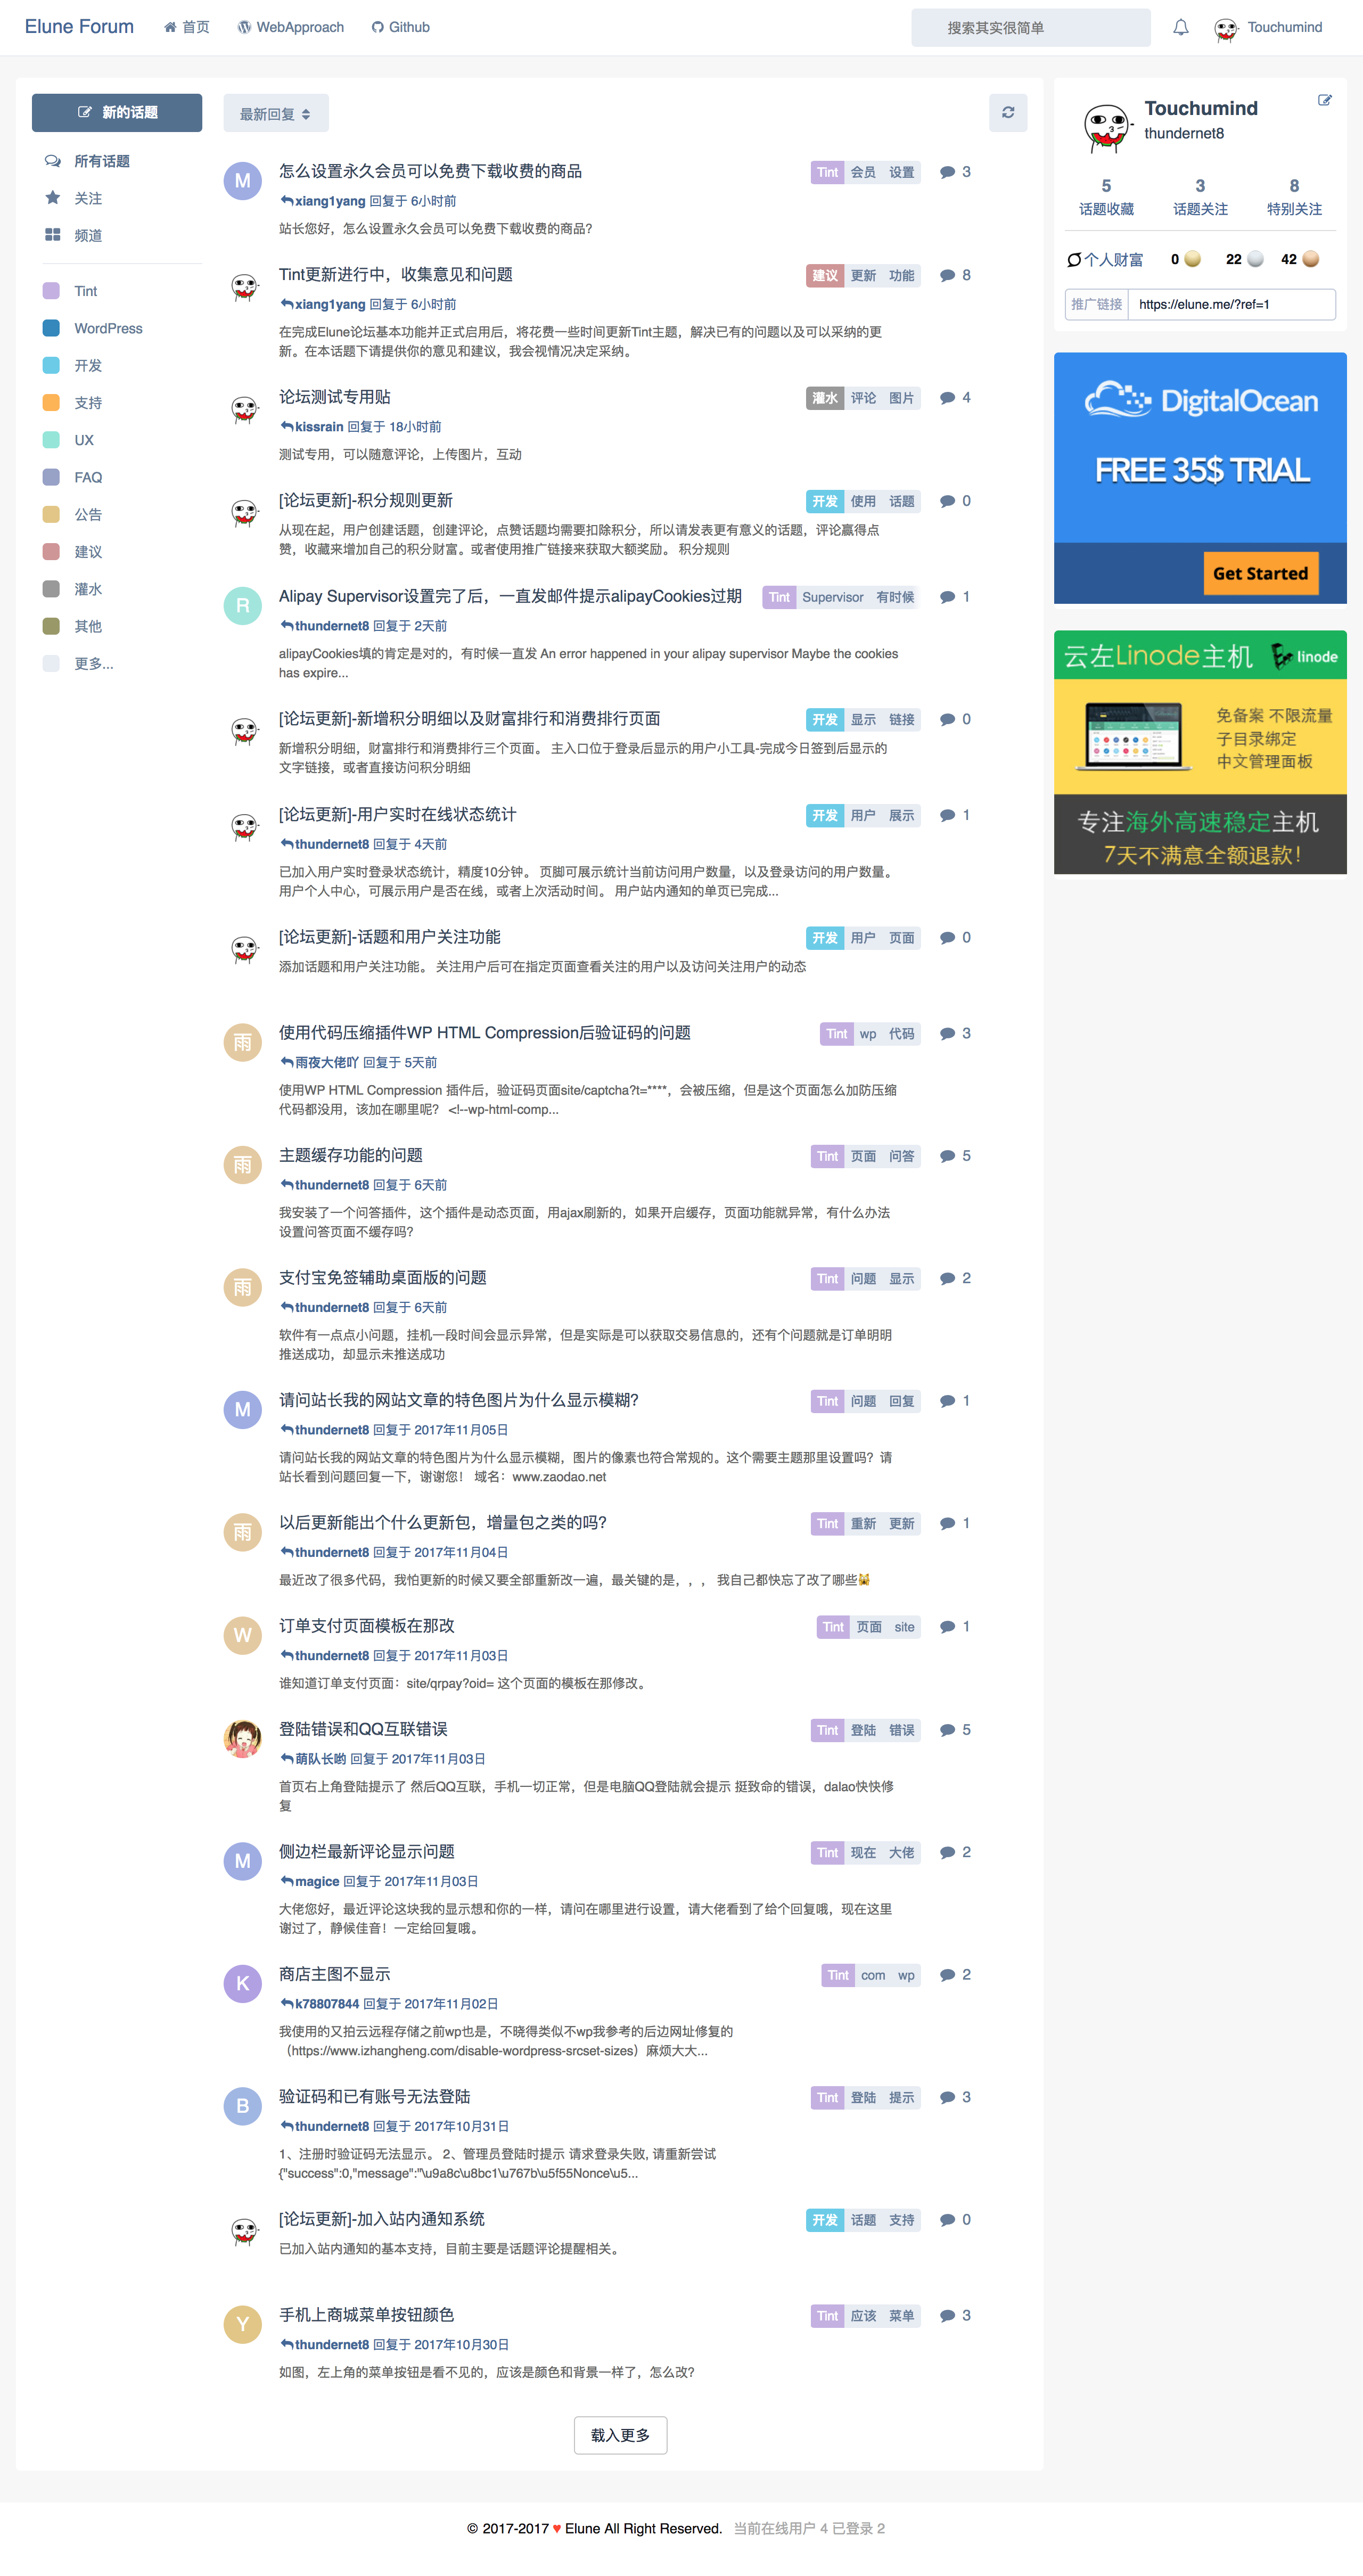 Elune Forum 首页 WebApproach Github 搜索其实很简单 Touchumind
新的话题
所有话题
关注
频道
Tint
WordPress
开发
支持
UX
FAQ
公告
建议
灌水
其他
更多...
最新回复
M 怎么设置永久会员可以免费下载收费的商品 Tint 会员 设置 3
xiang1yang 回复于 6小时前
站长您好，怎么设置永久会员可以免费下载收费的商品?
Tint更新进行中，收集意见和问题 建议 更新 功能 8
xiang1yang 回复于 6小时前
在完成Elune论坛基本功能并正式启用后，将花费一些时间更新Tint主题，解决已有的问题以及可以采纳的更
新。在本话题下请提供你的意见和建议，我会视情况决定采纳。
论坛测试专用贴 灌水 评论 图片 4
kissrain 回复于 18小时前
测试专用，可以随意评论，上传图片，互动
[论坛更新]-积分规则更新 开发 使用 话题 0
从现在起，用户创建话题，创建评论，点赞话题均需要扣除积分，所以请发表更有意义的话题，评论赢得点
赞，收藏来增加自己的积分财富。或者使用推广链接来获取大额奖励。 积分规则
R Alipay Supervisor设置完了后，一直发邮件提示alipayCookies过期 Tint Supervisor 有时候 1
thundernet8 回复于 2天前
alipayCookies填的肯定是对的，有时候一直发 An error happened in your alipay supervisor Maybe the cookies
has expire...
[论坛更新]-新增积分明细以及财富排行和消费排行页面 开发 显示 链接 0
新增积分明细，财富排行和消费排行三个页面。 主入口位于登录后显示的用户小工具-完成今日签到后显示的
文字链接，或者直接访问积分明细
[论坛更新]-用户实时在线状态统计 开发 用户 展示 1
thundernet8 回复于 4天前
已加入用户实时登录状态统计，精度10分钟。 页脚可展示统计当前访问用户数量，以及登录访问的用户数量。
用户个人中心，可展示用户是否在线，或者上次活动时间。 用户站内通知的单页已完成...
[论坛更新]-话题和用户关注功能 开发 用户 页面 0
添加话题和用户关注功能。 关注用户后可在指定页面查看关注的用户以及访问关注用户的动态
雨 使用代码压缩插件WP HTML Compression后验证码的问题 Tint wp 代码 3
雨夜大佬吖 回复于 5天前
使用WP HTML Compression 插件后，验证码页面site/captcha?t=****，会被压缩，但是这个页面怎么加防压缩
代码都没用，该加在哪里呢? <!--wp-html-comp...
雨 主题缓存功能的问题 Tint 页面 问答 5
thundernet8 回复于 6天前
我安装了一个问答插件，这个插件是动态页面，用ajax刷新的，如果开启缓存，页面功能就异常，有什么办法
设置问答页面不缓存吗?
雨 支付宝免签辅助桌面版的问题 Tint 问题 显示 2
thundernet8 回复于 6天前
软件有一点点小问题，挂机一段时间会显示异常，但是实际是可以获取交易信息的，还有个问题就是订单明明
推送成功，却显示未推送成功
M 请问站长我的网站文章的特色图片为什么显示模糊? Tint 问题 回复 1
thundernet8 回复于 2017年11月05日
请问站长我的网站文章的特色图片为什么显示模糊，图片的像素也符合常规的。这个需要主题那里设置吗? 请
站长看到问题回复一下，谢谢您！ 域名：www.zaodao.net
雨 以后更新能出个什么更新包，增量包之类的吗? Tint 重新 更新 1
thundernet8 回复于 2017年11月04日
最近改了很多代码，我怕更新的时候又要全部重新改一遍，最关键的是，，， 我自己都快忘了改了哪些🙀
W 订单支付页面模板在那改 Tint 页面 site 1
thundernet8 回复于 2017年11月03日
谁知道订单支付页面：site/qrpay?oid= 这个页面的模板在那修改。
登陆错误和QQ互联错误 Tint 登陆 错误 5
萌队长哟 回复于 2017年11月03日
首页右上角登陆提示了 然后QQ互联，手机一切正常，但是电脑QQ登陆就会提示 挺致命的错误，dalao快快修
复
M 侧边栏最新评论显示问题 Tint 现在 大佬 2
magice 回复于 2017年11月03日
大佬您好，最近评论这块我的显示想和你的一样，请问在哪里进行设置，请大佬看到了给个回复哦，现在这里
谢过了，静候佳音！一定给回复哦。
K 商店主图不显示 Tint com wp 2
k78807844 回复于 2017年11月02日
我使用的又拍云远程存储之前wp也是，不晓得类似不wp我参考的后边网址修复的
（https://www.izhangheng.com/disable-wordpress-srcset-sizes）麻烦大大...
B 验证码和已有账号无法登陆 Tint 登陆 提示 3
thundernet8 回复于 2017年10月31日
1、注册时验证码无法显示。 2、管理员登陆时提示 请求登录失败, 请重新尝试
{"success":0,"message":"\u9a8c\u8bc1\u767b\u5f55Nonce\u5...
[论坛更新]-加入站内通知系统 开发 话题 支持 0
已加入站内通知的基本支持，目前主要是话题评论提醒相关。
Y 手机上商城菜单按钮颜色 Tint 应该 菜单 3
thundernet8 回复于 2017年10月30日
如图，左上角的菜单按钮是看不见的，应该是颜色和背景一样了，怎么改?
载入更多
Touchumind
thundernet8
5 3 8
话题收藏 话题关注 特别关注
个人财富 0 22 42
推广链接 https://elune.me/?ref=1
DigitalOcean
FREE 35$ TRIAL
Get Started
云左Linode主机 linode
免备案 不限流量
子目录绑定
中文管理面板
专注海外高速稳定主机
7天不满意全额退款！
© 2017-2017 ♥ Elune All Right Reserved. 当前在线用户 4 已登录 2